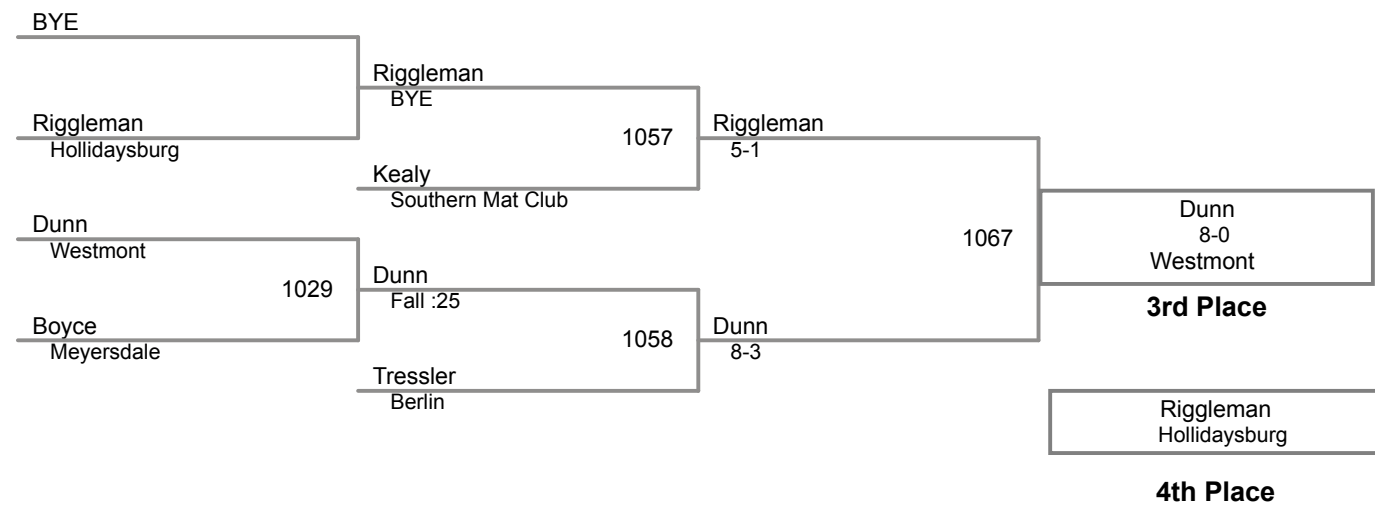 BYE
Riggleman
BYE
Riggleman
Hollidaysburg
1057
Riggleman
5-1
Kealy
Southern Mat Club
Dunn
Westmont
1067
Dunn
8-0
Westmont
1029
Dunn
Fall :25
3rd Place
Boyce
Meyersdale
1058
Dunn
8-3
Tressler
Berlin
Riggleman
Hollidaysburg
4th Place